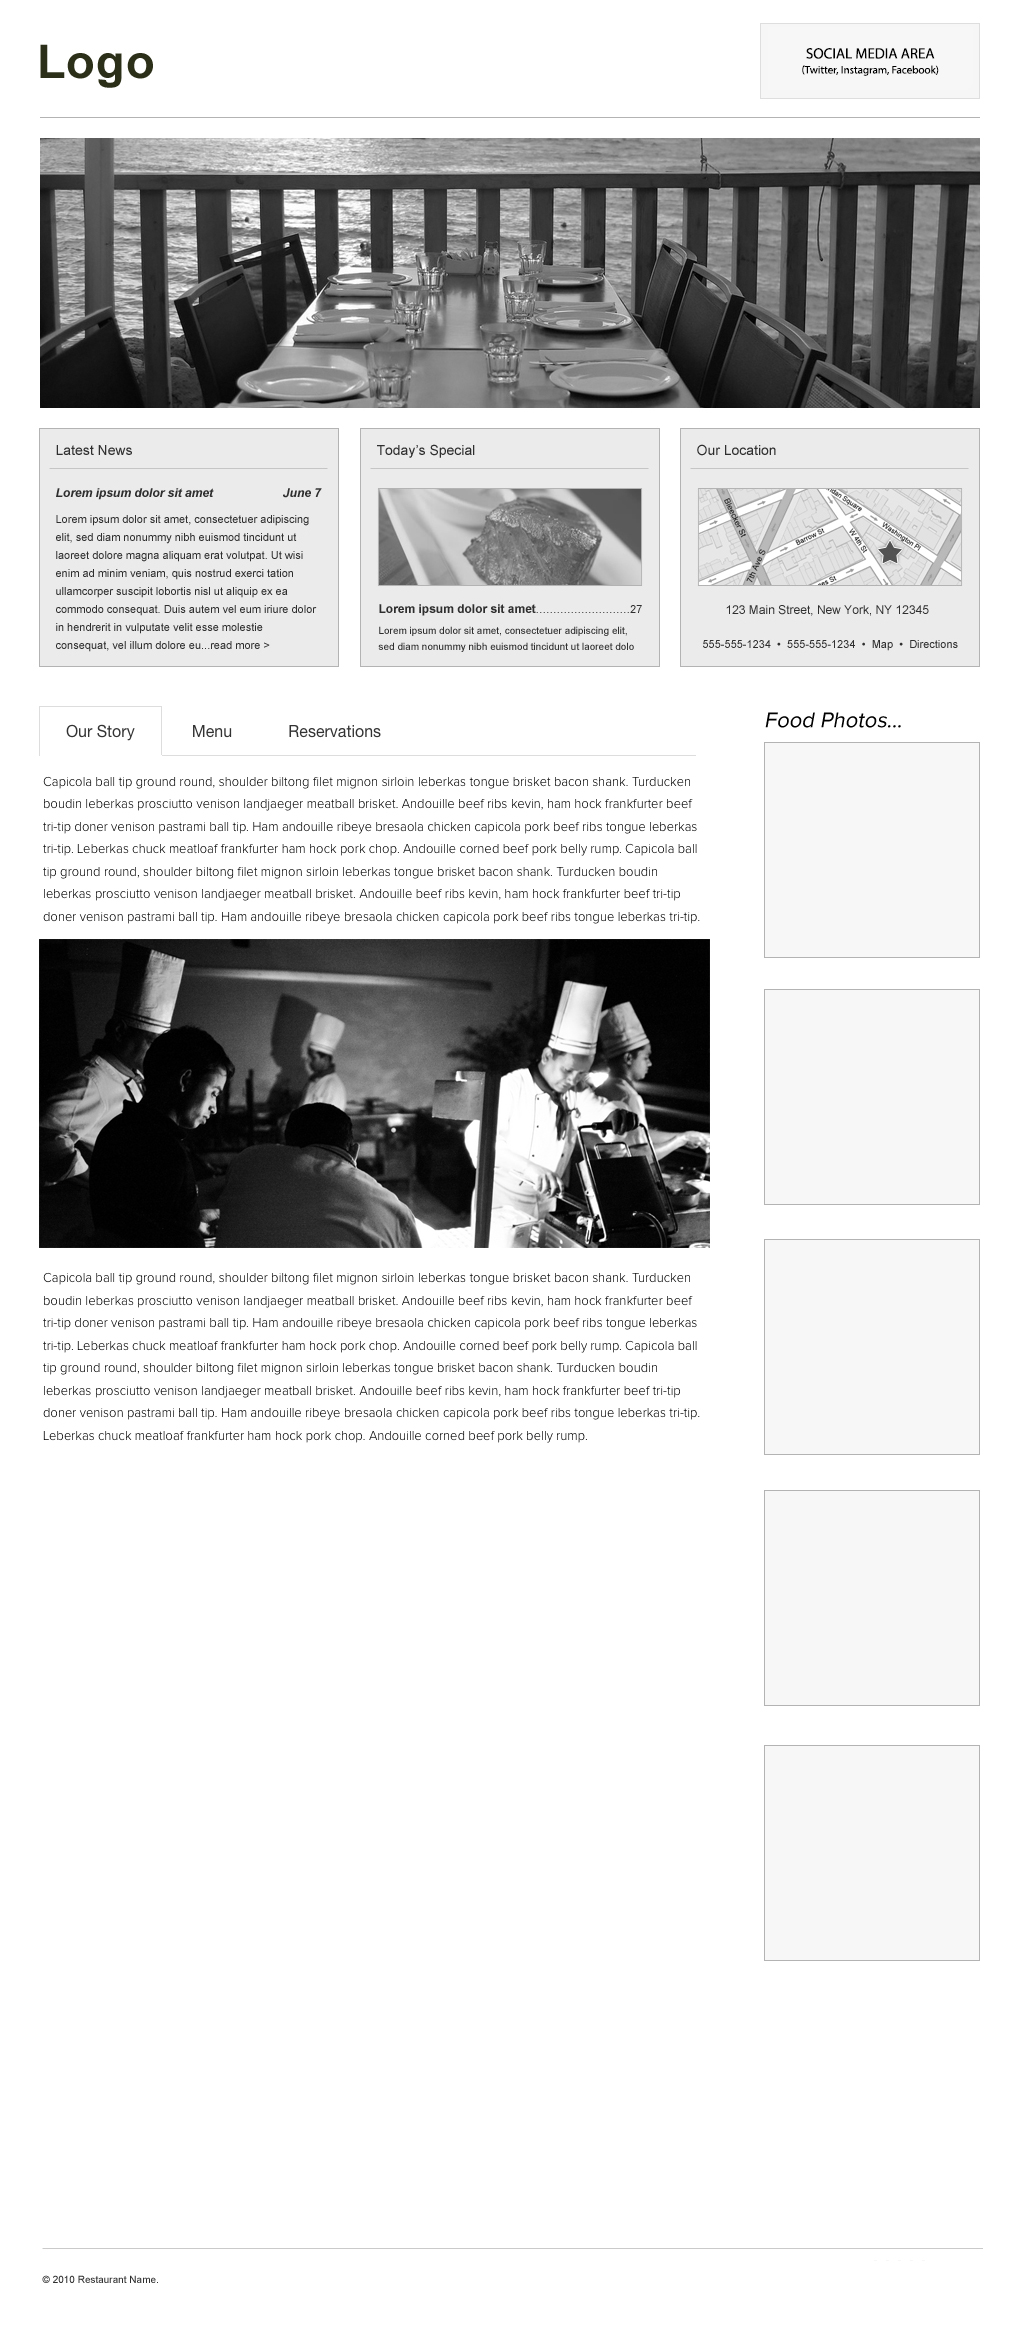 Logo
SOCIAL MEDIA AREA
(Twitter, Instagram, Facebook)
Latest News
Lorem ipsum dolor sit amet June 7
Lorem ipsum dolor sit amet, consectetuer adipiscing
elit, sed diam nonummy nibh euismod tincidunt ut
laoreet dolore magna aliquam erat volutpat. Ut wisi
enim ad minim veniam, quis nostrud exerci tation
ullamcorper suscipit lobortis nisl ut aliquip ex ea
commodo consequat. Duis autem vel eum iriure dolor
in hendrerit in vulputate velit esse molestie
consequat, vel illum dolore eu...read more >
Today's Special
Lorem ipsum dolor sit amet...........................27
Lorem ipsum dolor sit amet, consectetuer adipiscing elit,
sed diam nonummy nibh euismod tincidunt ut laoreet dolo
Our Location
Bleecker St
7th Ave S
Barrow St
W 4th St
Washington Pl
idan Square
es St
123 Main Street, New York, NY 12345
555-555-1234 • 555-555-1234 • Map • Directions
Our Story Menu Reservations
Capicola ball tip ground round, shoulder biltong filet mignon sirloin leberkas tongue brisket bacon shank. Turducken
boudin leberkas prosciutto venison landjaeger meatball brisket. Andouille beef ribs kevin, ham hock frankfurter beef
tri-tip doner venison pastrami ball tip. Ham andouille ribeye bresaola chicken capicola pork beef ribs tongue leberkas
tri-tip. Leberkas chuck meatloaf frankfurter ham hock pork chop. Andouille corned beef pork belly rump. Capicola ball
tip ground round, shoulder biltong filet mignon sirloin leberkas tongue brisket bacon shank. Turducken boudin
leberkas prosciutto venison landjaeger meatball brisket. Andouille beef ribs kevin, ham hock frankfurter beef tri-tip
doner venison pastrami ball tip. Ham andouille ribeye bresaola chicken capicola pork beef ribs tongue leberkas tri-tip.
Capicola ball tip ground round, shoulder biltong filet mignon sirloin leberkas tongue brisket bacon shank. Turducken
boudin leberkas prosciutto venison landjaeger meatball brisket. Andouille beef ribs kevin, ham hock frankfurter beef
tri-tip doner venison pastrami ball tip. Ham andouille ribeye bresaola chicken capicola pork beef ribs tongue leberkas
tri-tip. Leberkas chuck meatloaf frankfurter ham hock pork chop. Andouille corned beef pork belly rump. Capicola ball
tip ground round, shoulder biltong filet mignon sirloin leberkas tongue brisket bacon shank. Turducken boudin
leberkas prosciutto venison landjaeger meatball brisket. Andouille beef ribs kevin, ham hock frankfurter beef tri-tip
doner venison pastrami ball tip. Ham andouille ribeye bresaola chicken capicola pork beef ribs tongue leberkas tri-tip.
Leberkas chuck meatloaf frankfurter ham hock pork chop. Andouille corned beef pork belly rump.
Food Photos...
© 2010 Restaurant Name.